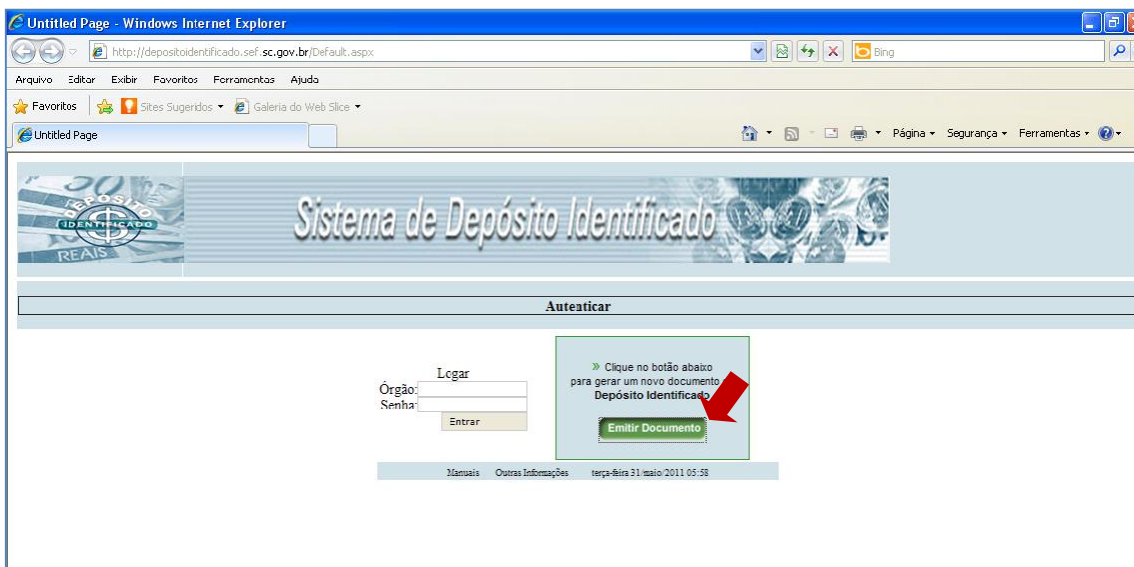 Untitled Page - Windows Internet Explorer
http://depositoidentificado.sef.sc.gov.br/Default.aspx
Bing
Arquivo Editar Exibir Favoritos Ferramentas Ajuda
Favoritos Sites Sugeridos Galeria do Web Slice
Untitled Page
Página Segurança Ferramentas
50
DEPÓSITO
IDENTIFICADO
REAIS
Sistema de Depósito Identificado
Autenticar
Logar
Órgão:
Senha:
Entrar
» Clique no botão abaixo
para gerar um novo documento
Depósito Identificado
Emitir Documento
Manuais Outras Informações terça-feira 31/maio/2011 05:58